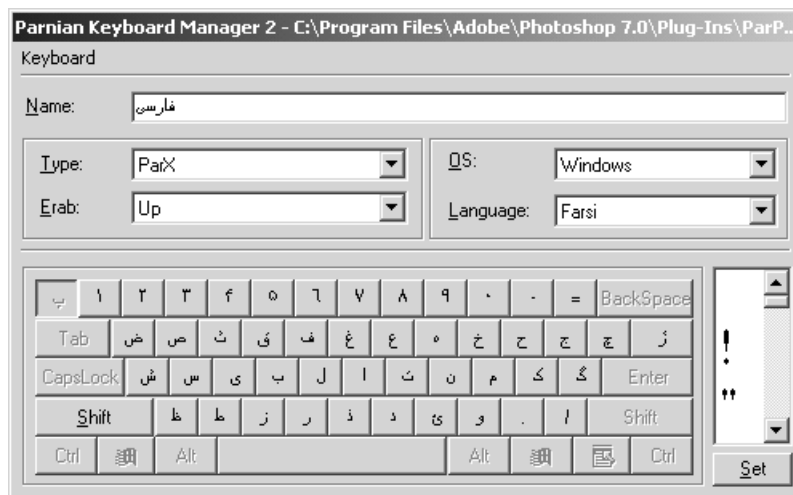 Parnian Keyboard Manager 2 - C:\Program Files\Adobe\Photoshop 7.0\Plug-Ins\ParP..
Keyboard
Name: فارسی
Type: ParX OS: Windows
Erab: Up Language: Farsi
پ ۱ ۲ ۳ ۴ ۵ ۶ ۷ ۸ ۹ ۰ - = BackSpace
Tab ض ص ث ق ف غ ع ه خ ح ج چ ژ !
CapsLock ش س ی ب ل ا ت ن م ک گ Enter "
Shift ظ ط ز ر ذ د ئ و . / Shift
Ctrl Alt Alt Ctrl Set